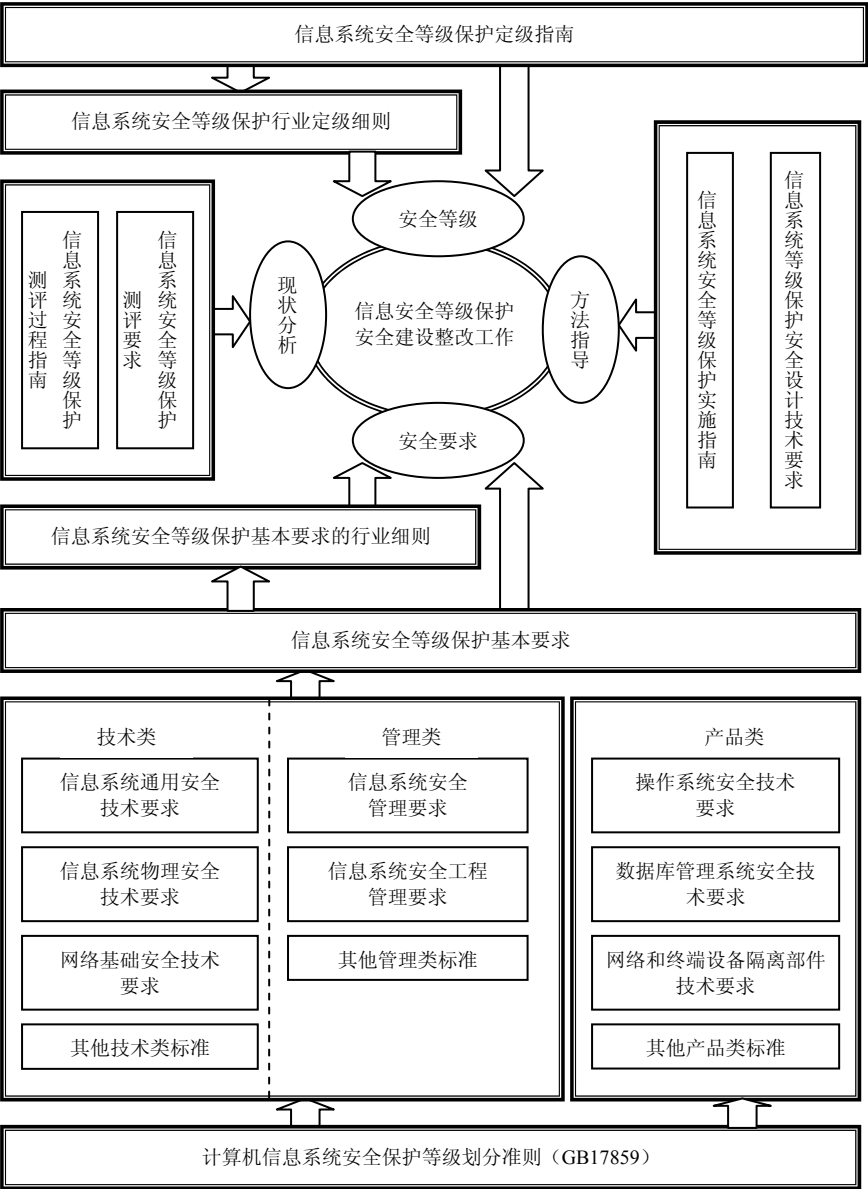 信息系统安全等级保护定级指南
信息系统安全等级保护行业定级细则
安全等级
信息系统安全等级保护
测评过程指南
信息系统安全等级保护
测评要求
现状分析
信息安全等级保护
安全建设整改工作
方法指导
信息系统安全等级保护实施指南
信息系统等级保护安全设计技术要求
安全要求
信息系统安全等级保护基本要求的行业细则
信息系统安全等级保护基本要求
技术类
信息系统通用安全
技术要求
信息系统物理安全
技术要求
网络基础安全技术
要求
其他技术类标准
管理类
信息系统安全
管理要求
信息系统安全工程
管理要求
其他管理类标准
产品类
操作系统安全技术
要求
数据库管理系统安全技
术要求
网络和终端设备隔离部件
技术要求
其他产品类标准
计算机信息系统安全保护等级划分准则（GB17859）